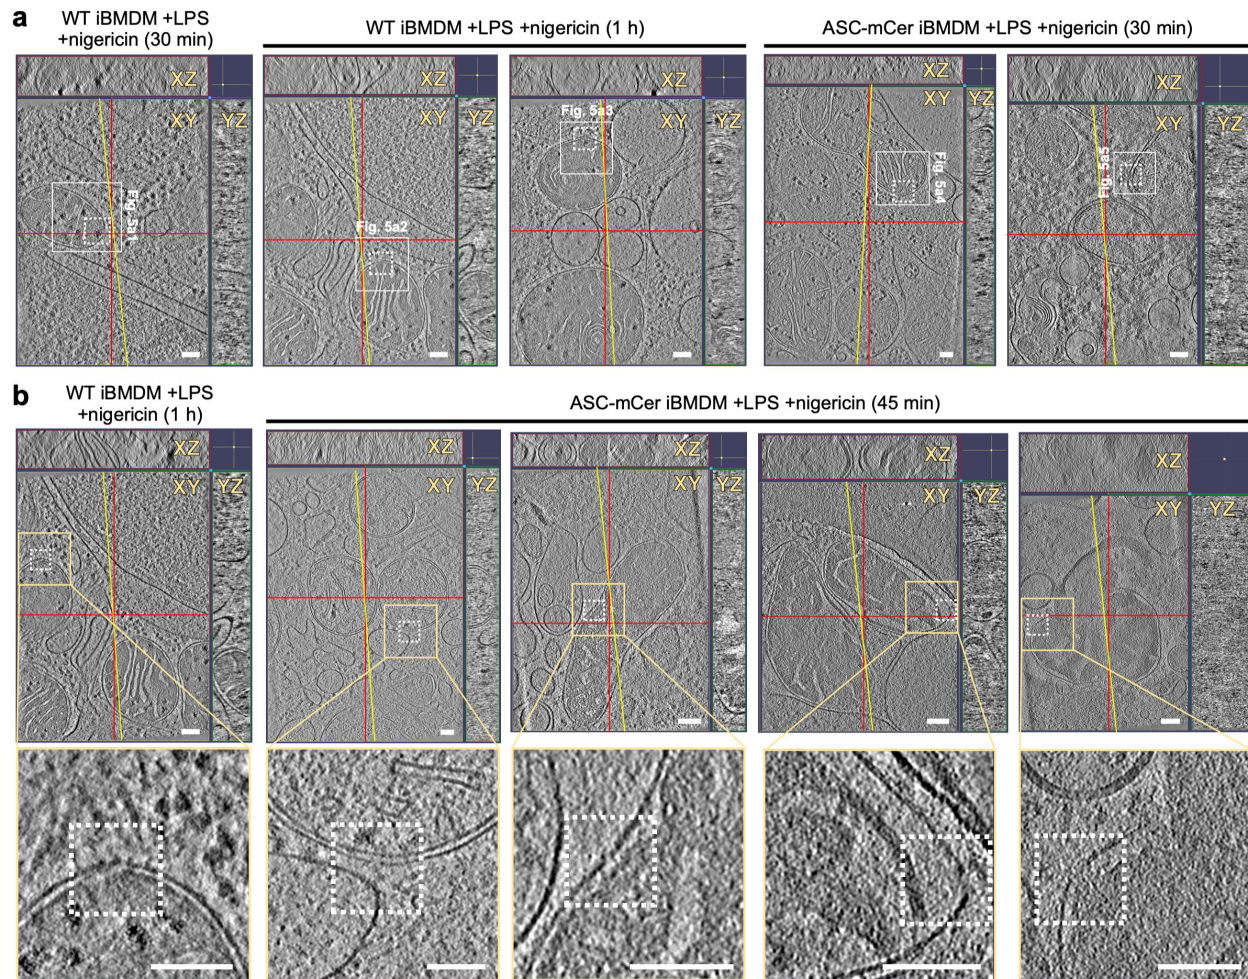 a
WT iBMDM +LPS
+nigericin (30 min)
WT iBMDM +LPS +nigericin (1 h)
ASC-mCer iBMDM +LPS +nigericin (30 min)
XZ
XY
YZ
Fig. 5a1
XZ
XY
YZ
Fig. 5a2
XZ
XY
YZ
Fig. 5a3
XZ
XY
YZ
Fig. 5a4
XZ
XY
YZ
Fig. 5a5
b
WT iBMDM +LPS
+nigericin (1 h)
ASC-mCer iBMDM +LPS +nigericin (45 min)
XZ
XY
YZ
XZ
XY
YZ
XZ
XY
YZ
XZ
XY
YZ
XZ
XY
YZ